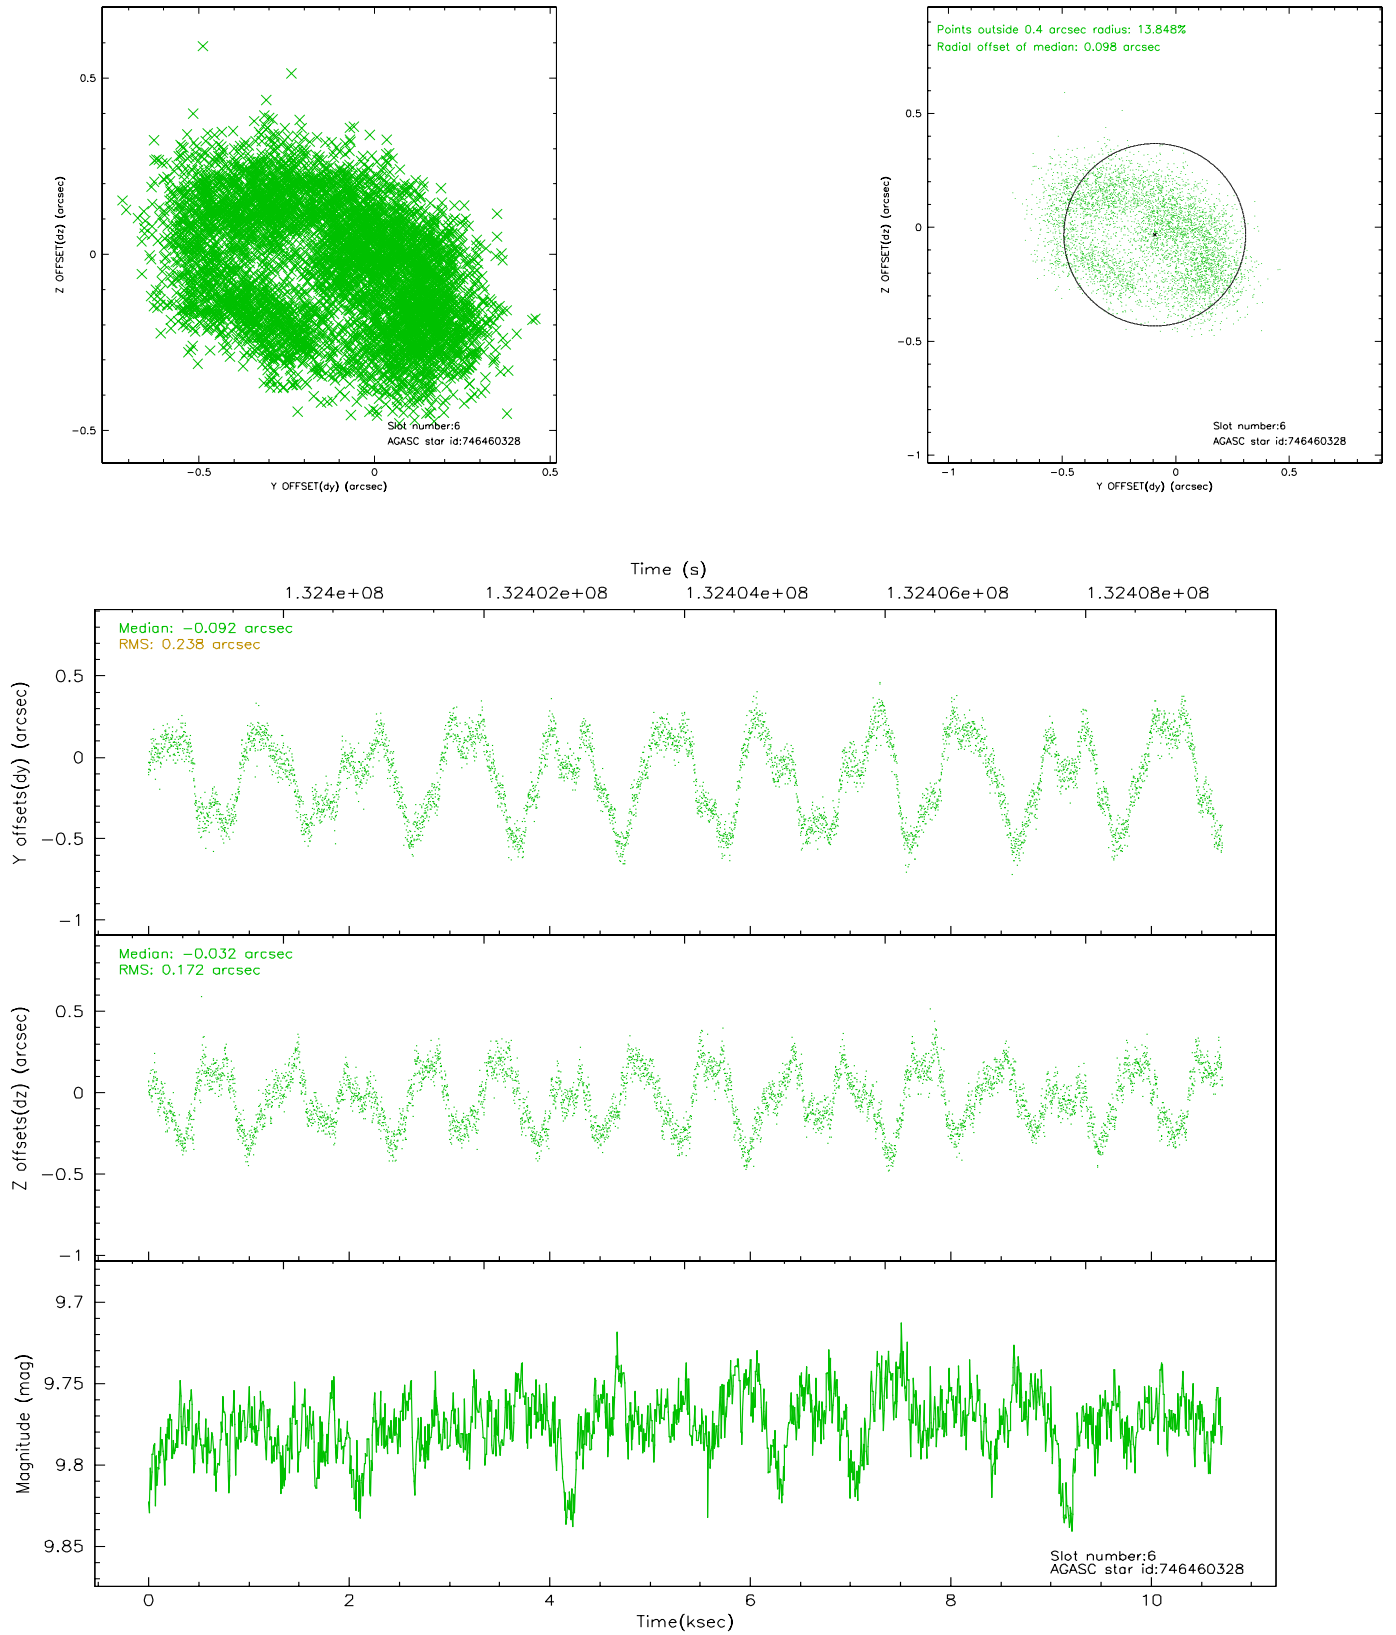 0.5
0
−0.5
Z OFFSET(dz) (arcsec)
Slot number:6
AGASC star id:746460328
−0.5 0 0.5
Y OFFSET(dy) (arcsec)
Points outside 0.4 arcsec radius: 13.848%
Radial offset of median: 0.098 arcsec
0.5
0
−0.5
−1
Z OFFSET(dz) (arcsec)
Slot number:6
AGASC star id:746460328
−1 −0.5 0 0.5
Y OFFSET(dy) (arcsec)
Time (s)
1.324e+08 1.32402e+08 1.32404e+08 1.32406e+08 1.32408e+08
Median: −0.092 arcsec
RMS: 0.238 arcsec
0.5
0
−0.5
−1
Y offsets(dy) (arcsec)
Median: −0.032 arcsec
RMS: 0.172 arcsec
0.5
0
−0.5
−1
Z offsets(dz) (arcsec)
9.7
9.75
9.8
9.85
Magnitude (mag)
Slot number:6
AGASC star id:746460328
0 2 4 6 8 10
Time(ksec)